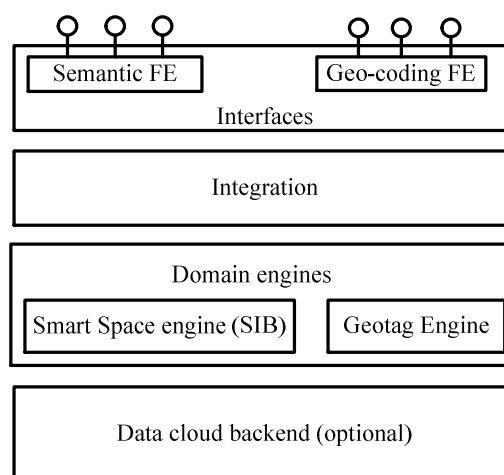 Semantic FE
Geo-coding FE
Interfaces
Integration
Domain engines
Smart Space engine (SIB)
Geotag Engine
Data cloud backend (optional)